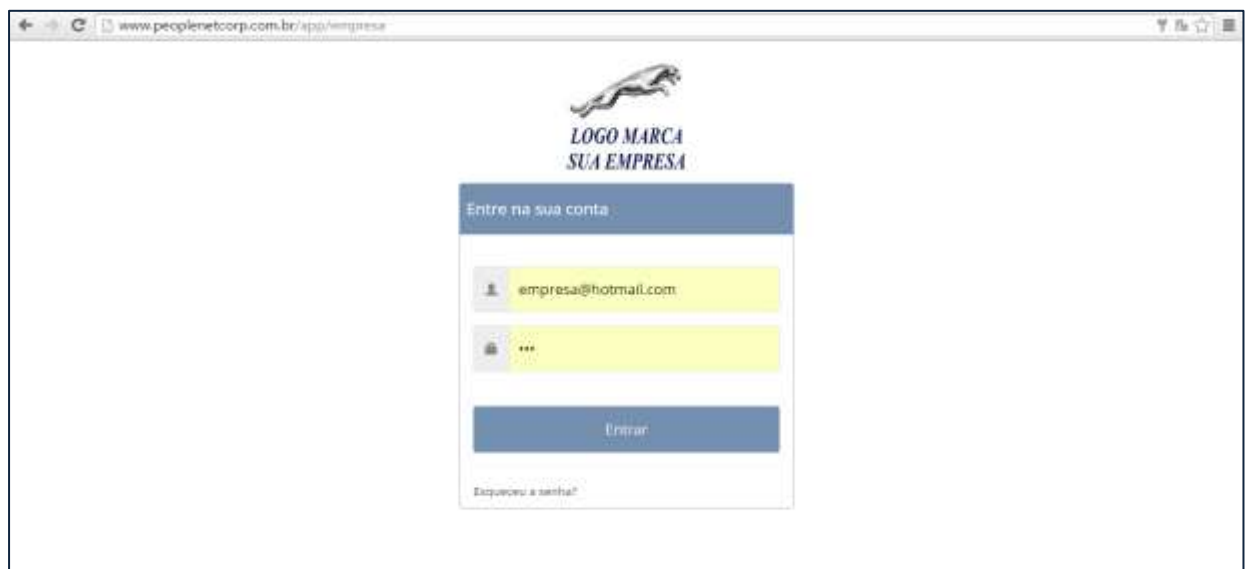 www.peoplenetcorp.com.br/app/empresa
LOGO MARCA
SUA EMPRESA
Entre na sua conta
empresa@hotmail.com
•••
Entrar
Esqueceu a senha?